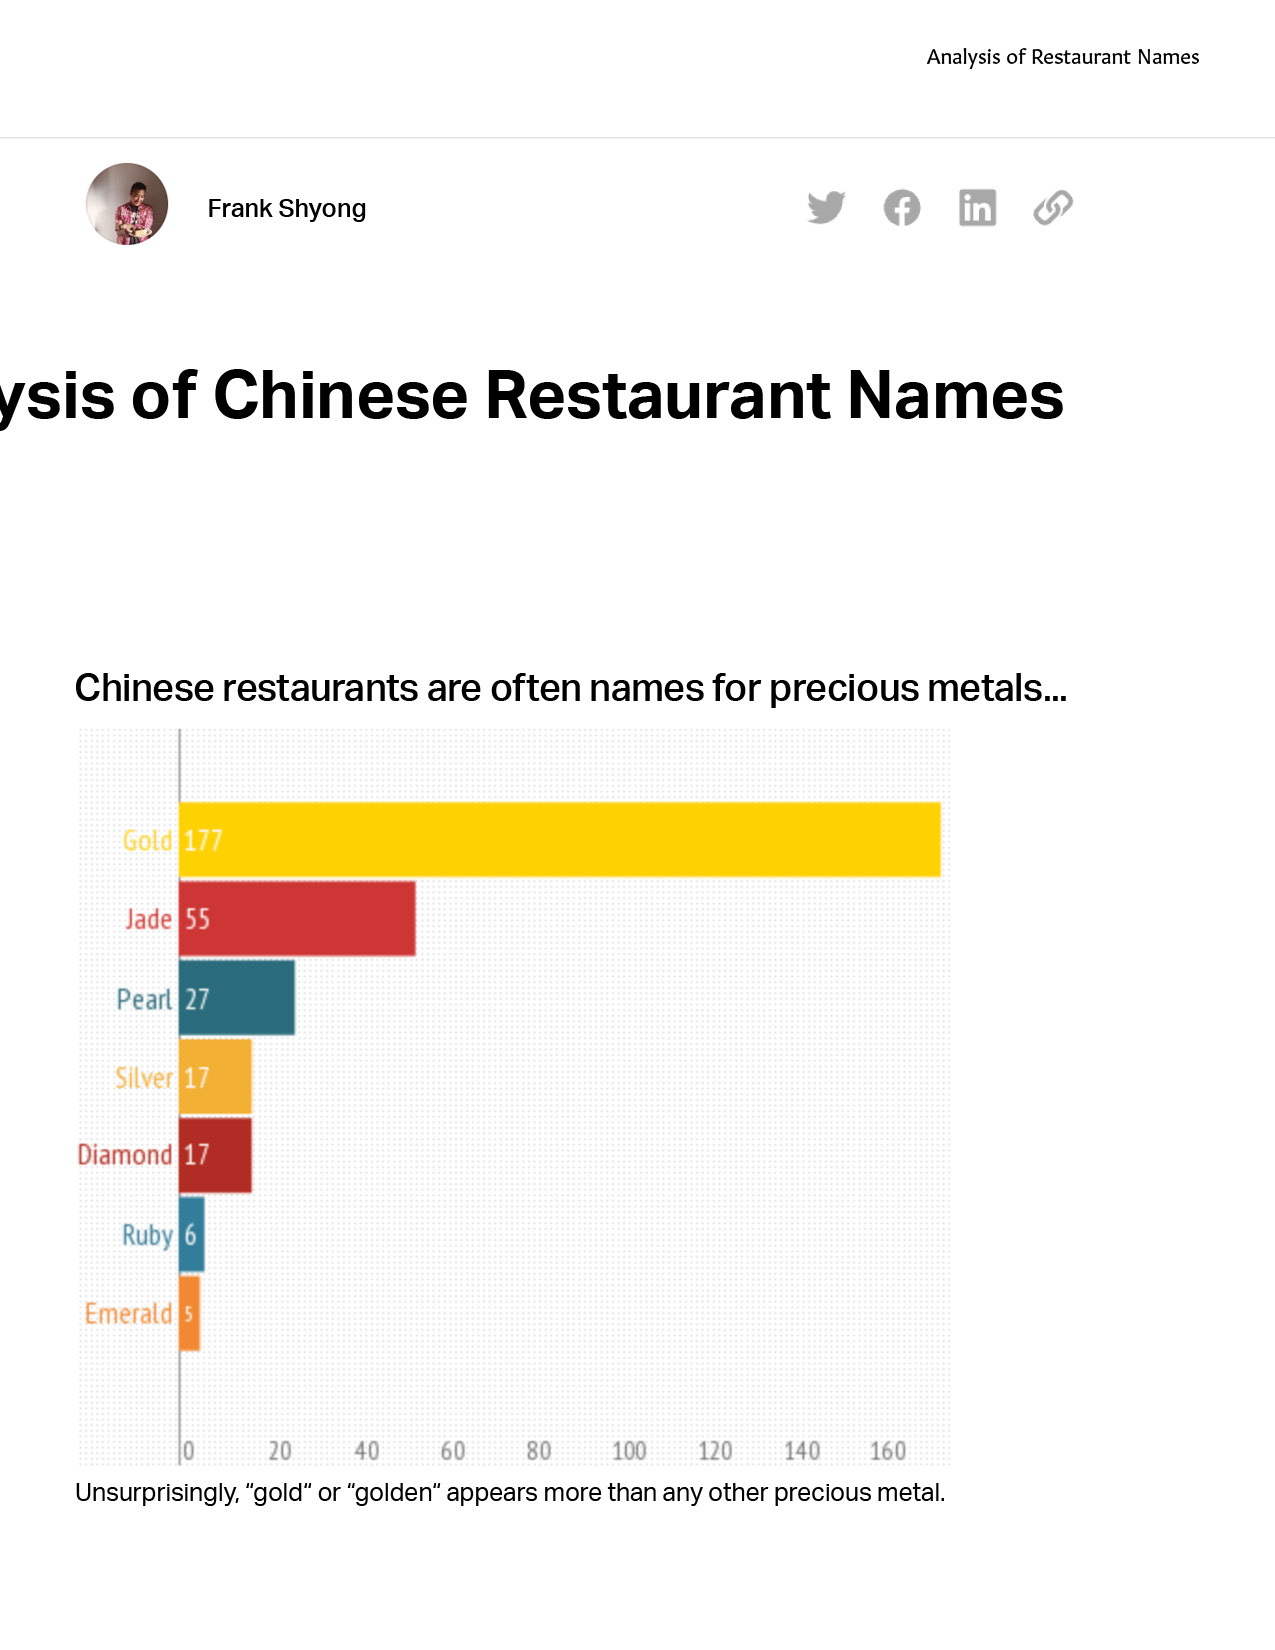 Analysis of Restaurant Names
Frank Shyong
ysis of Chinese Restaurant Names
Chinese restaurants are often names for precious metals...
Gold 177
Jade 55
Pearl 27
Silver 17
Diamond 17
Ruby 6
Emerald 5
0 20 40 60 80 100 120 140 160
Unsurprisingly, “gold“ or “golden“ appears more than any other precious metal.